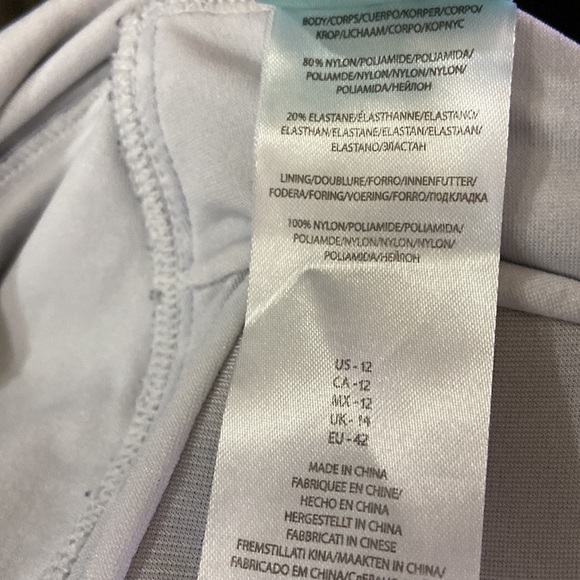 BODY/CORPS/CUERPO/KORPER/CORPO/
KROP/LICHAAM/CORPO/КОРПУС
80% NYLON/POLIAMIDE/POLIAMIDA/
POLIAMDE/NYLON/NYLON/NYLON/
POLIAMIDA/НЕЙЛОН
20% ELASTANE/ÉLASTHANNE/ELASTANO/
ELASTHAN/ELASTANE/ELASTAN/ELASTAAN/
ELASTANO/ЭЛАСТАН
LINING/DOUBLURE/FORRO/INNENFUTTER/
FODERA/FORING/VOERING/FORRO/ПОДКЛАДКА
100% NYLON/POLIAMIDE/POLIAMIDA/
POLIAMDE/NYLON/NYLON/NYLON/
POLIAMIDA/НЕЙЛОН
US - 12
CA - 12
MX - 12
UK - 14
EU - 42
MADE IN CHINA
FABRIQUEE EN CHINE/
HECHO EN CHINA
HERGESTELLT IN CHINA
FABBRICATI IN CINESE
FREMSTILLATI KINA/MAAKTEN IN CHINA/
FABRICADO EM CHINA/СДЕЛАНО